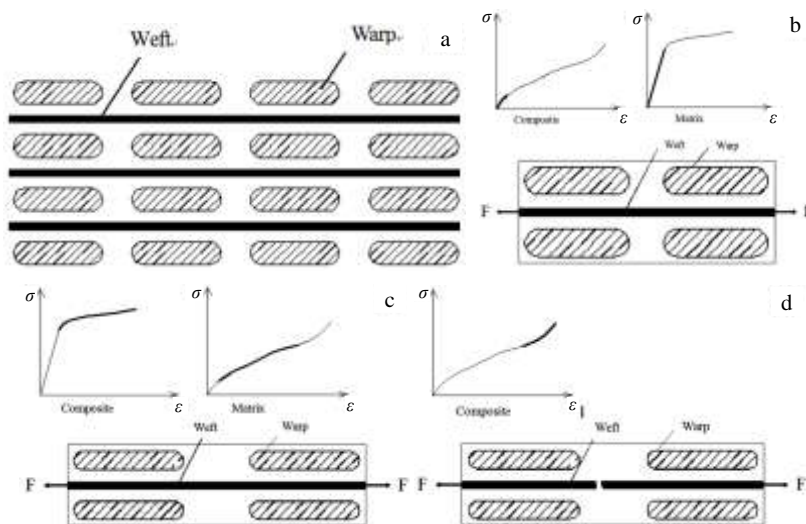 Weft.
Warp.
a
σ
σ
b
Composite
ε
Matrix
ε
Weft
Warp
F
σ
σ
c
σ
d
Composite
ε
Matrix
ε
Composite
ε
Weft
Warp
Weft
Warp
F
F
F
F